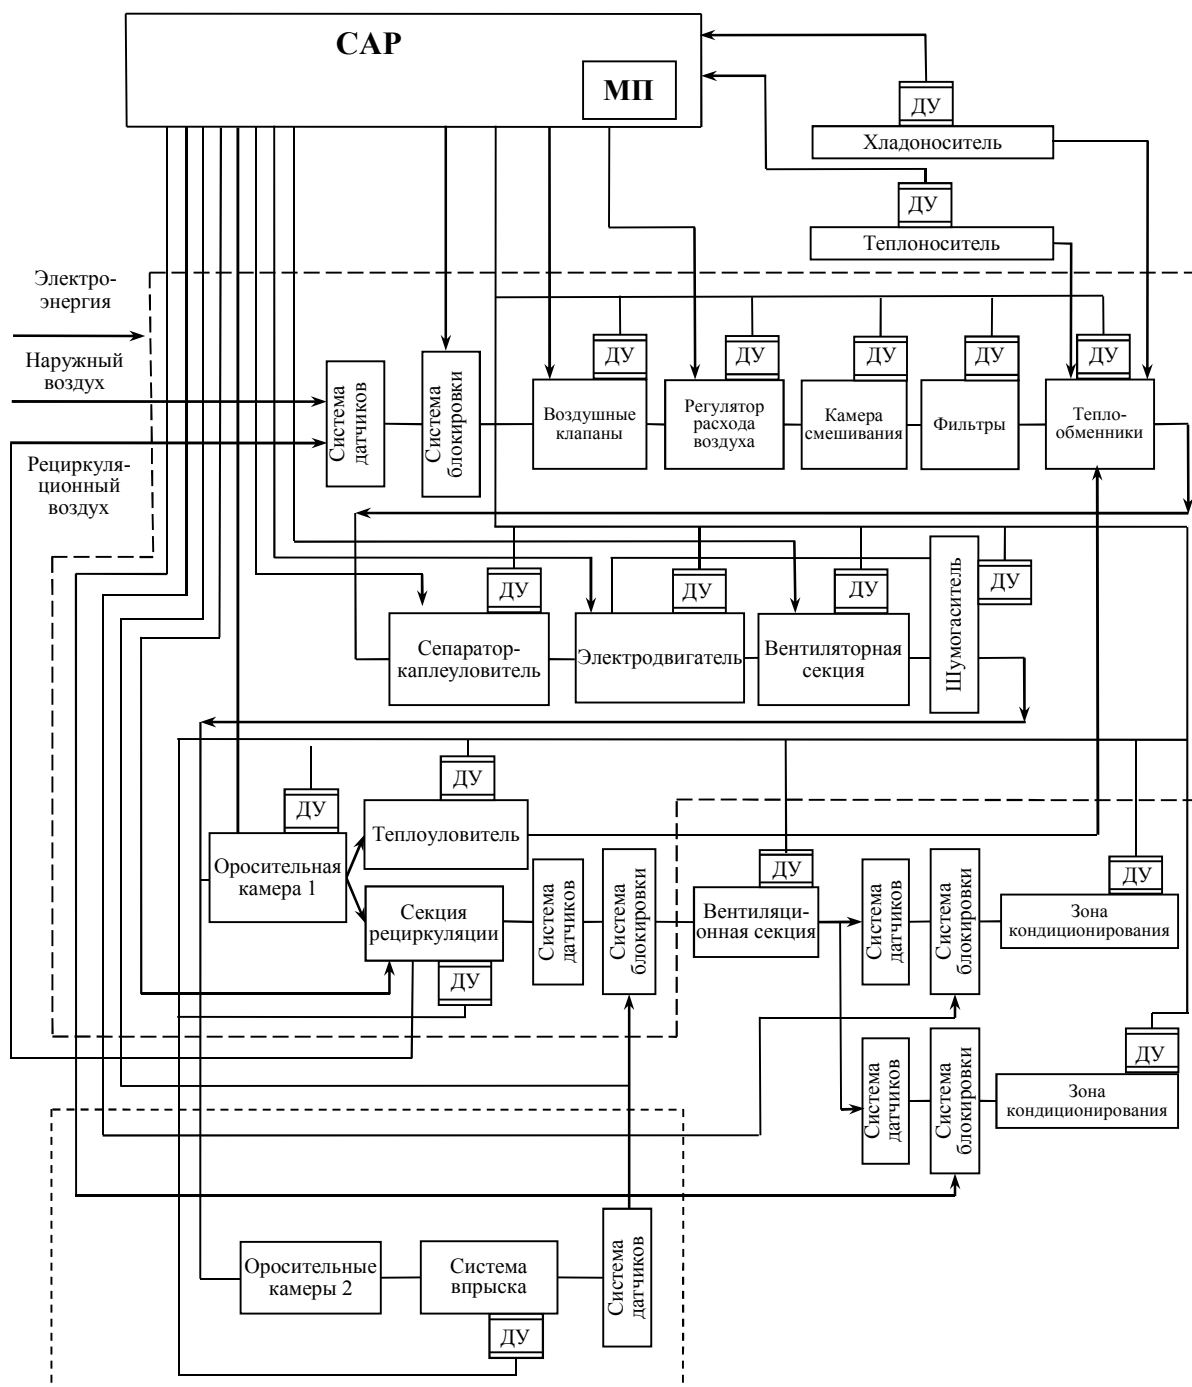 САР
МП
ДУ
Хладоноситель
ДУ
Теплоноситель
Электро-
энергия
Наружный
воздух
Рециркуля-
ционный
воздух
Система
датчиков
Система
блокировки
ДУ
Воздушные
клапаны
ДУ
Регулятор
расхода
воздуха
ДУ
Камера
смешивания
ДУ
Фильтры
ДУ
Тепло-
обменники
ДУ
Сепаратор-
каплеуловитель
ДУ
Электродвигатель
ДУ
Вентиляторная
секция
Шумогаситель
ДУ
ДУ
Оросительная
камера 1
ДУ
Теплоуловитель
Секция
рециркуляции
ДУ
Система
датчиков
Система
блокировки
ДУ
Вентиляци-
онная секция
Система
датчиков
Система
блокировки
ДУ
Зона
кондиционирования
Система
датчиков
Система
блокировки
ДУ
Зона
кондиционирования
Оросительные
камеры 2
Система
впрыска
ДУ
Система
датчиков